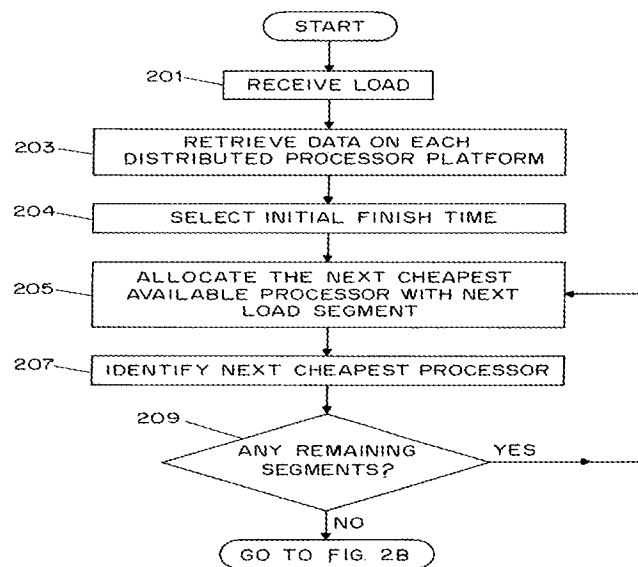 START
201
RECEIVE LOAD
203
RETRIEVE DATA ON EACH
DISTRIBUTED PROCESSOR PLATFORM
204
SELECT INITIAL FINISH TIME
205
ALLOCATE THE NEXT CHEAPEST
AVAILABLE PROCESSOR WITH NEXT
LOAD SEGMENT
207
IDENTIFY NEXT CHEAPEST PROCESSOR
209
ANY REMAINING
SEGMENTS?
YES
NO
GO TO FIG. 2B